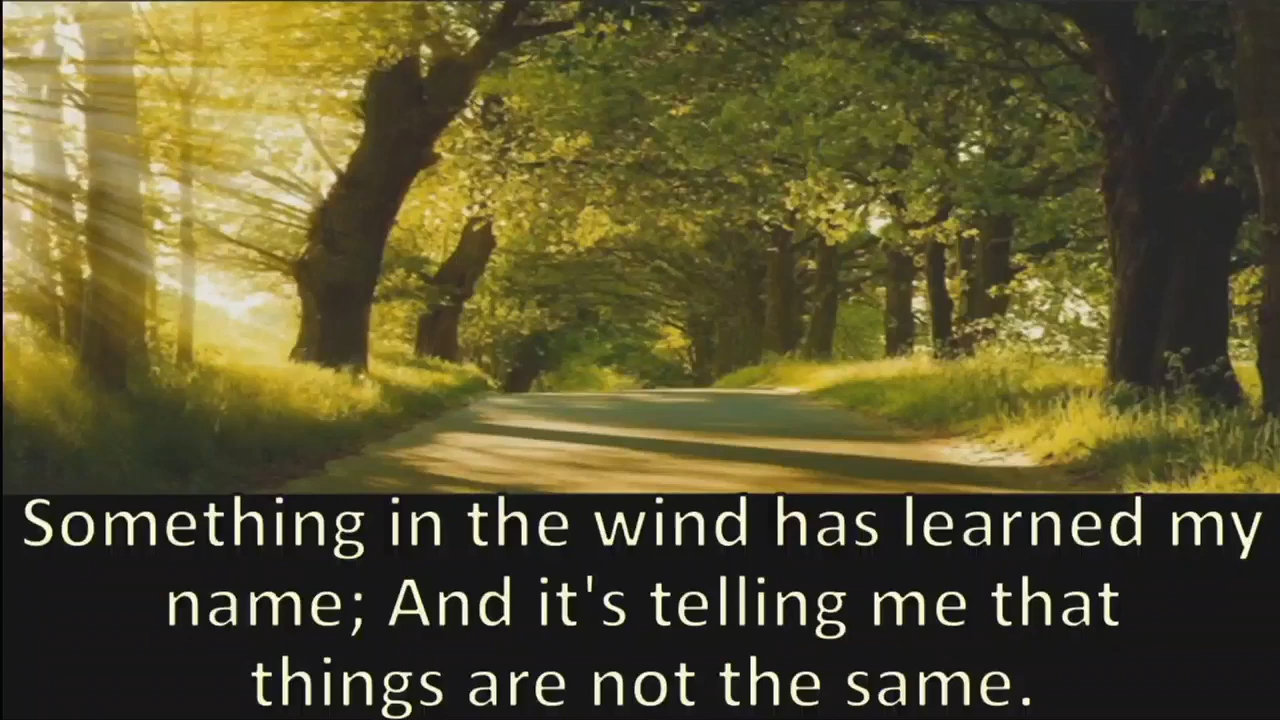 Something in the wind has learned my
name; And it's telling me that
things are not the same.